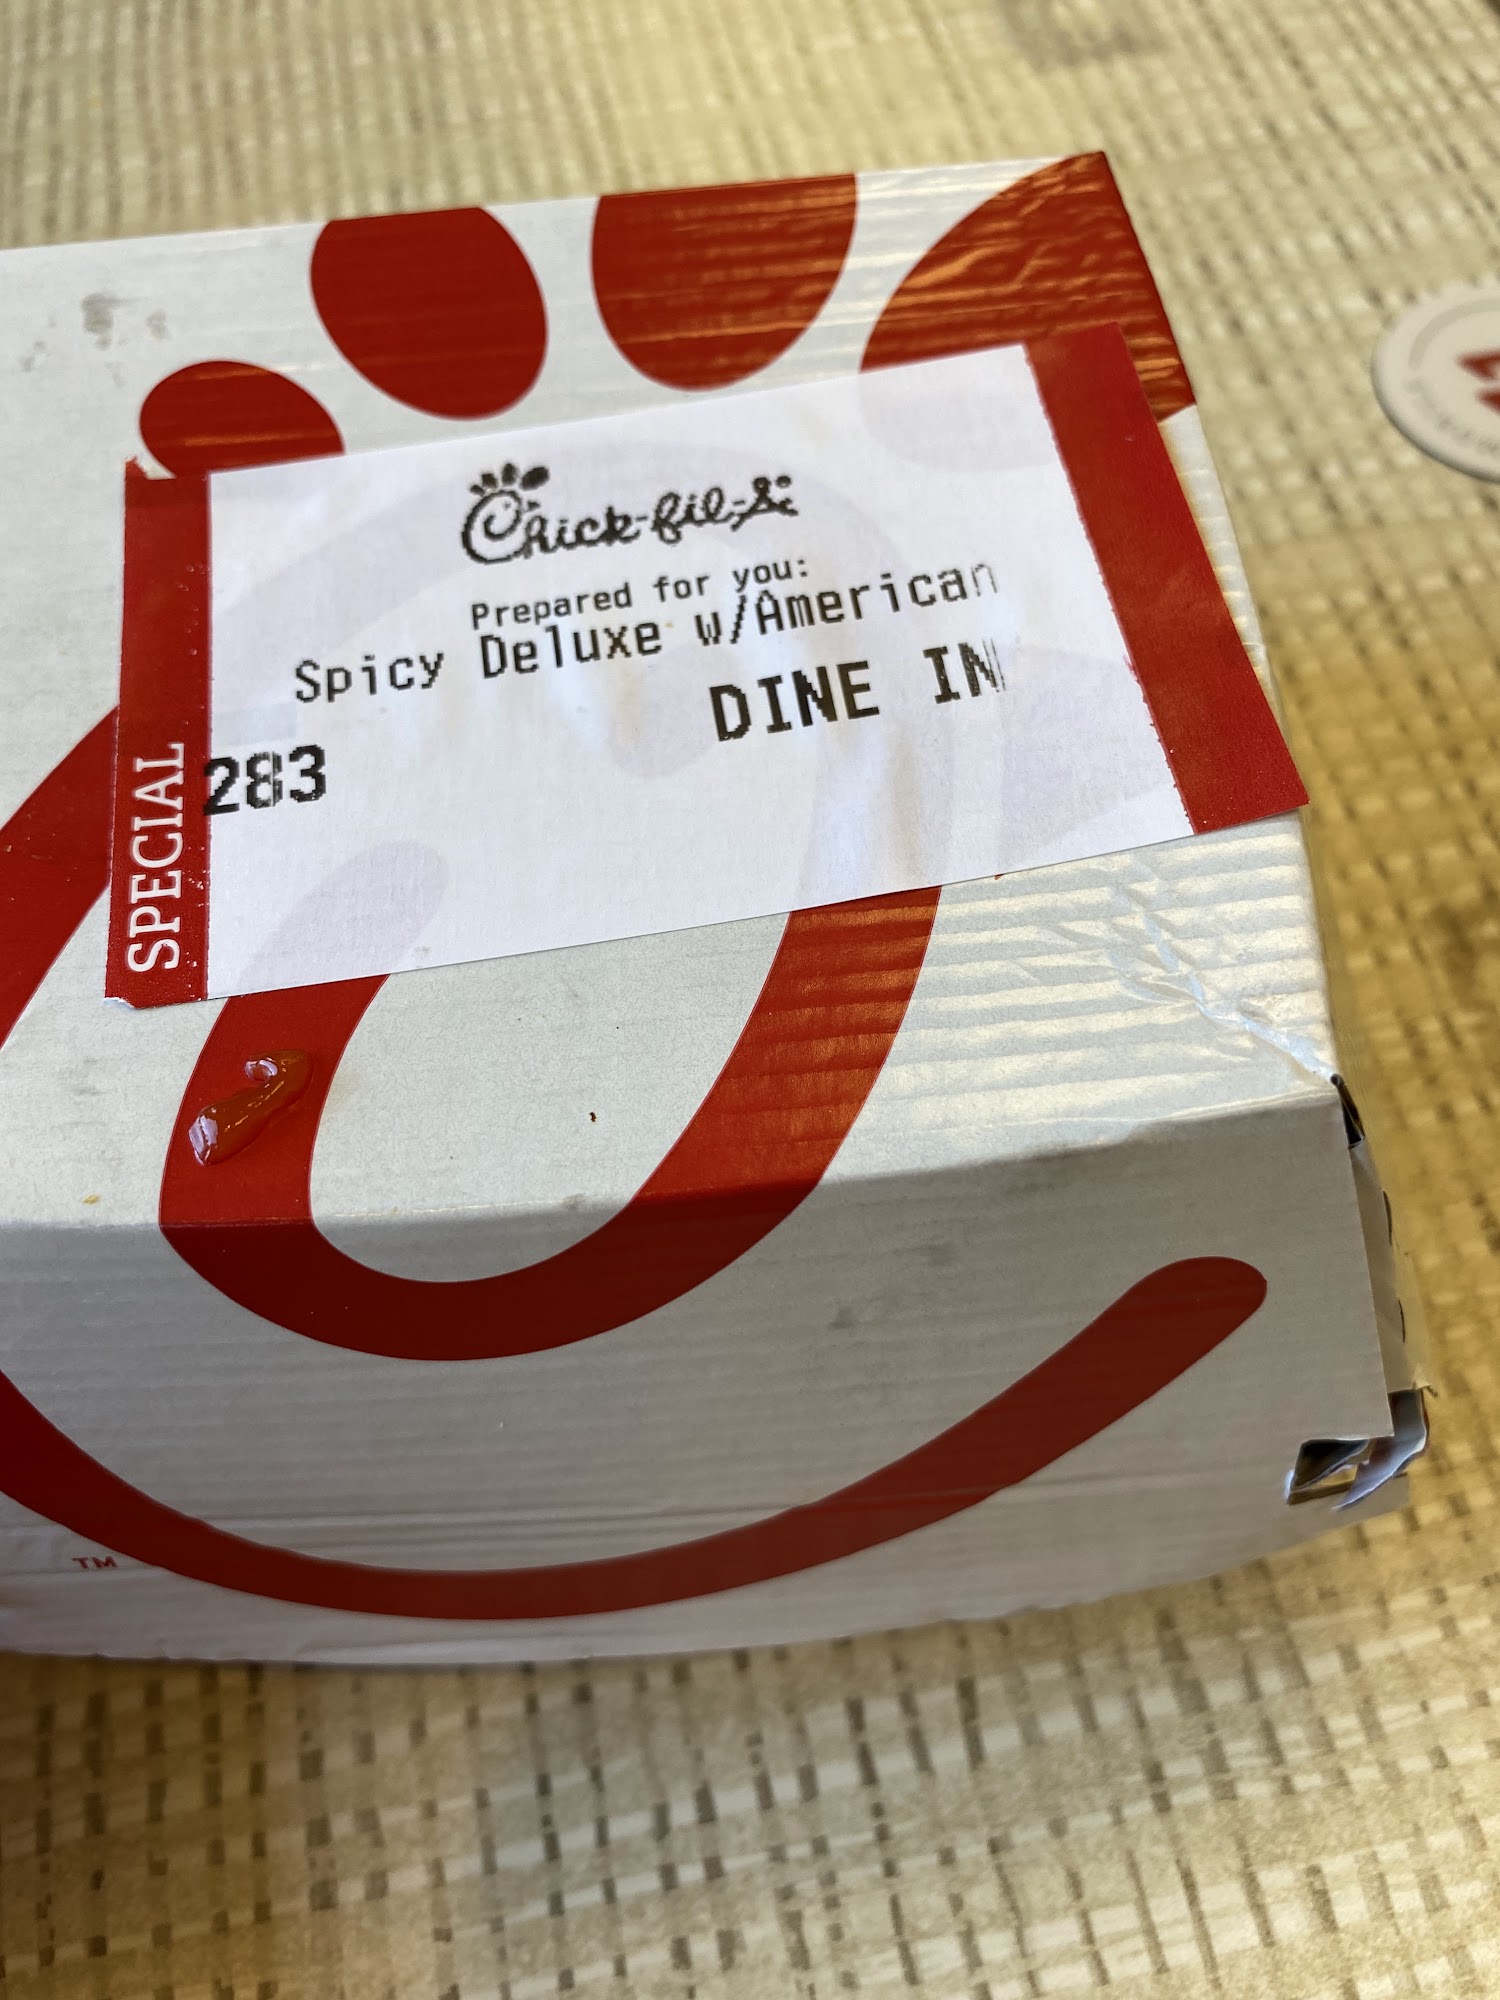 Chick-fil-A
Prepared for you:
Spicy Deluxe w/American
DINE IN
283
SPECIAL
TM